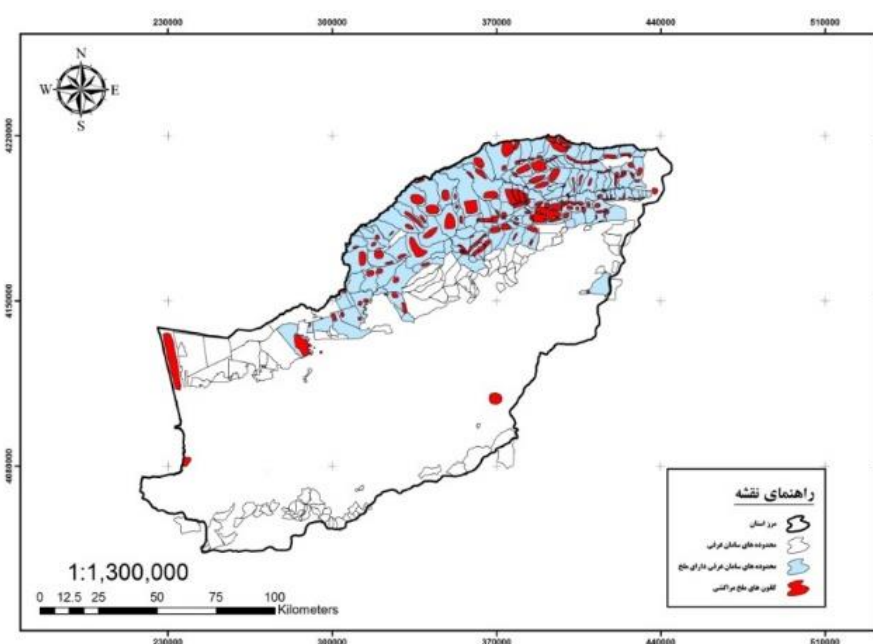 230000 300000 370000 440000 510000
N
W E
S
4220000
4150000
4080000
راهنمای نقشه
مرز استان
محدوده های سامان عرفی
محدوده های سامان عرفی دارای ملخ
کانون های ملخ مراکشی
1:1,300,000
0 12.5 25 50 75 100
Kilometers
230000 300000 370000 440000 510000